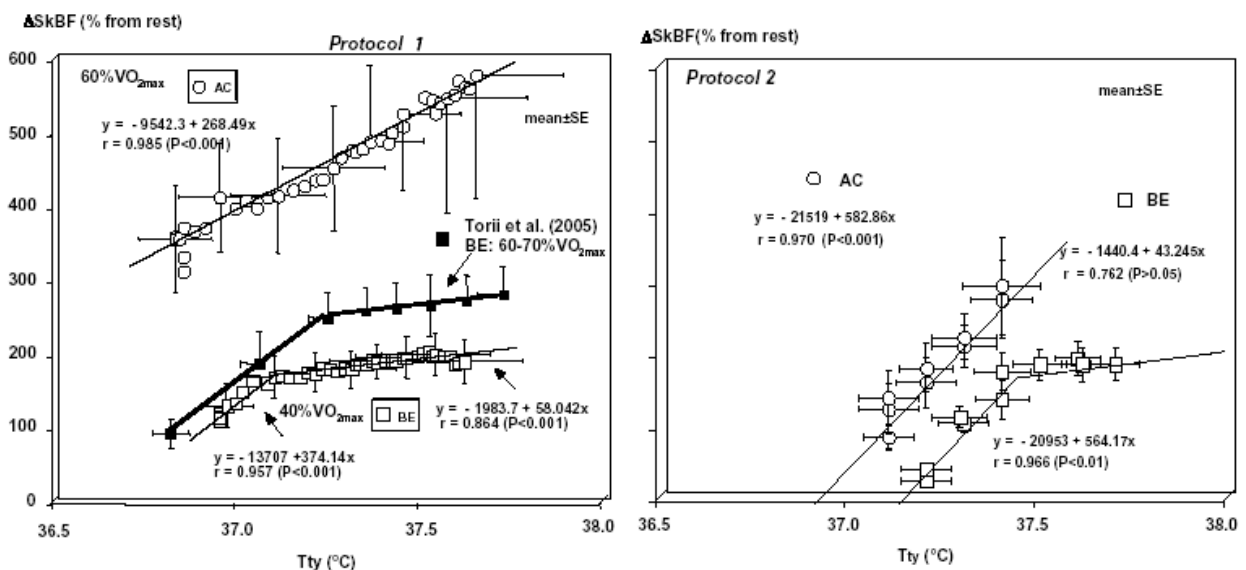 ΔSkBF (% from rest)
Protocol 1
600
500
400
300
200
100
0
60%VO2max
AC
y = - 9542.3 + 268.49x
r = 0.985 (P<0.001)
mean±SE
Torii et al. (2005)
BE: 60-70%VO2max
40%VO2max
BE
y = - 1983.7 + 58.042x
r = 0.864 (P<0.001)
y = - 13707 +374.14x
r = 0.957 (P<0.001)
36.5 37.0 37.5 38.0
Tty (°C)
ΔSkBF(% from rest)
Protocol 2
mean±SE
AC
BE
y = - 21519 + 582.86x
r = 0.970 (P<0.001)
y = -1440.4 + 43.245x
r = 0.762 (P>0.05)
y = - 20953 + 564.17x
r = 0.966 (P<0.01)
36.5 37.0 37.5 38.0
Tty (°C)